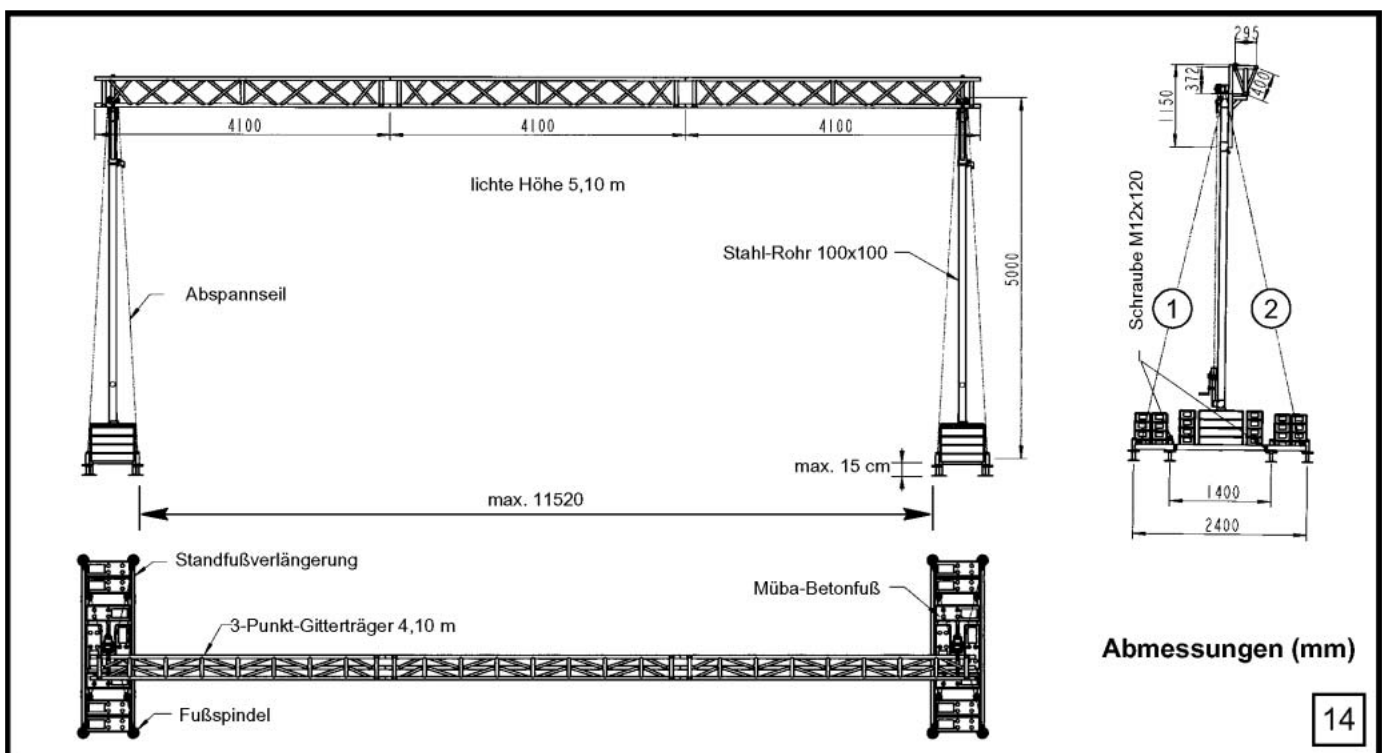 295
372
400
1150
4100
4100
4100
lichte Höhe 5,10 m
Schraube M12x120
Stahl-Rohr 100x100
5000
Abspannseil
1
2
max. 15 cm
max. 11520
1400
2400
Standfußverlängerung
Müba-Betonfuß
3-Punkt-Gitterträger 4,10 m
Abmessungen (mm)
Fußspindel
14